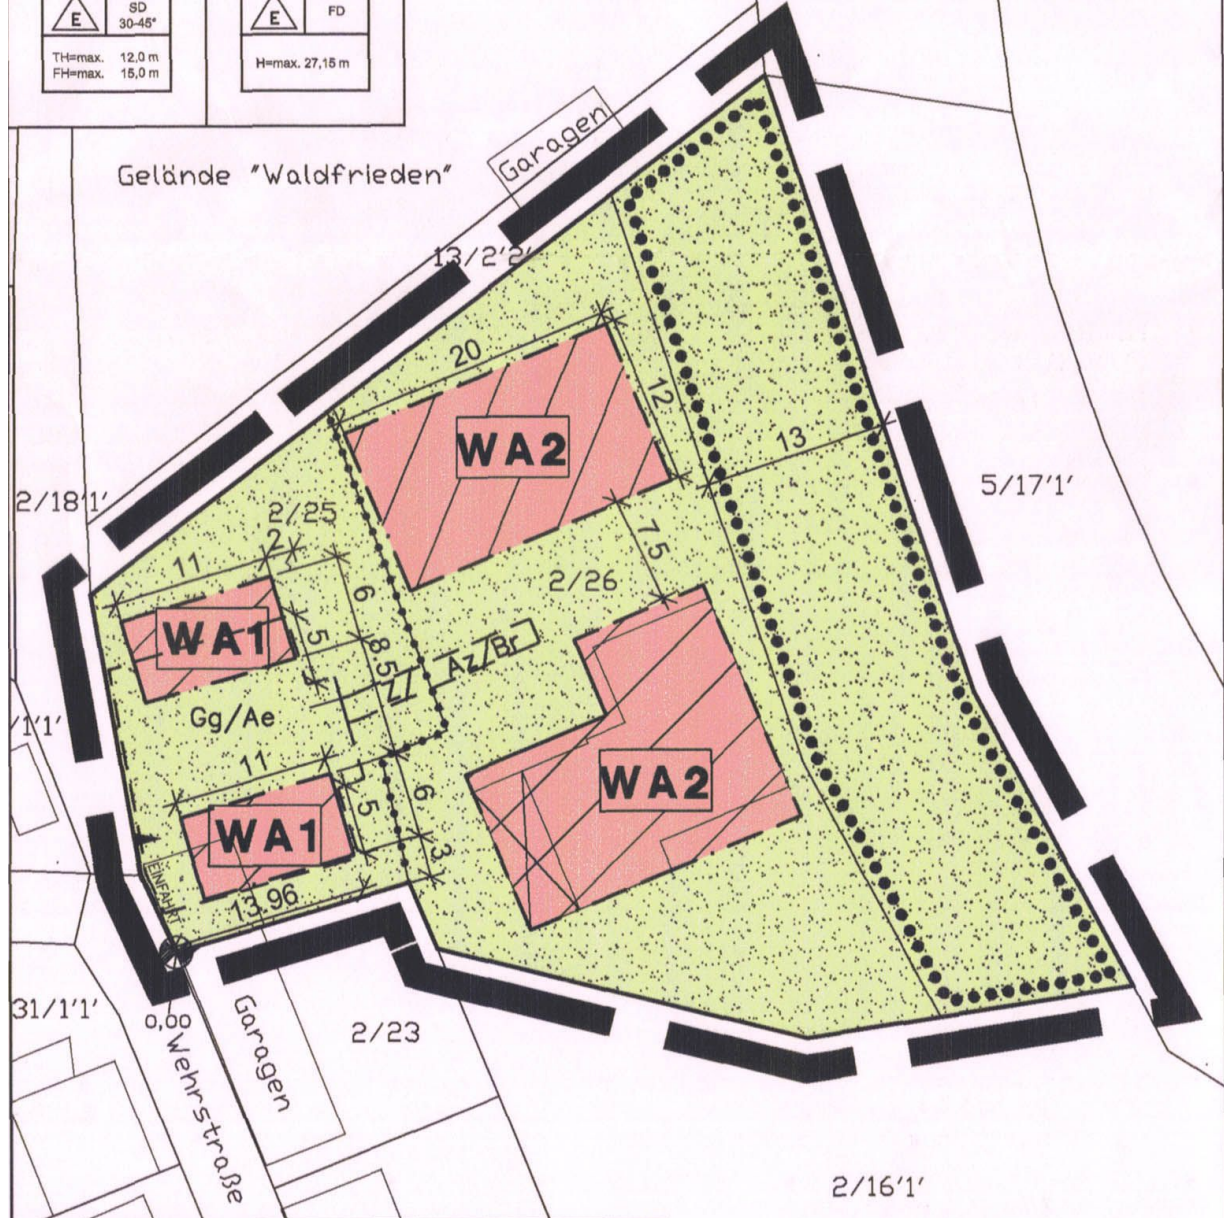 E
SD
30-45°
TH=max. 12,0 m
FH=max. 15,0 m
E
FD
H=max. 27,15 m
Gelände "Waldfrieden"
Garagen
13/2'2'
20
12
WA2
13
2/18'1'
2/25
5/17'1'
11
2
6
7.5
2/26
WA1
5
8.5
Az/Br
Gg/Ae
11
WA2
6
5
WA1
3
EINFAHRT
13.96
31/1'1'
0,00
Garagen
2/23
Wehrstraße
2/16'1'